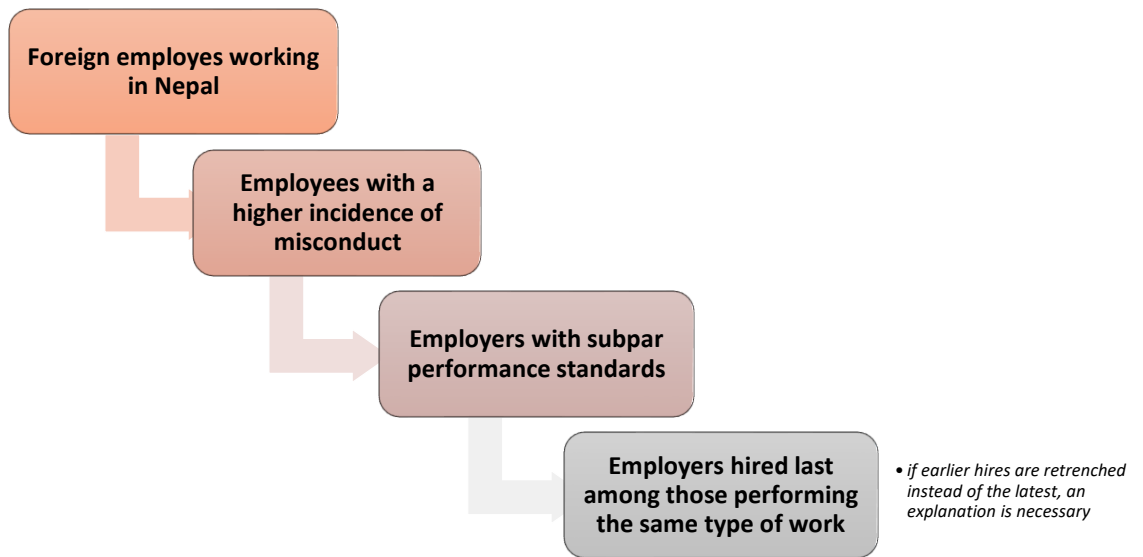 Foreign employes working
in Nepal
Employees with a
higher incidence of
misconduct
Employers with subpar
performance standards
Employers hired last
among those performing
the same type of work
• if earlier hires are retrenched
instead of the latest, an
explanation is necessary